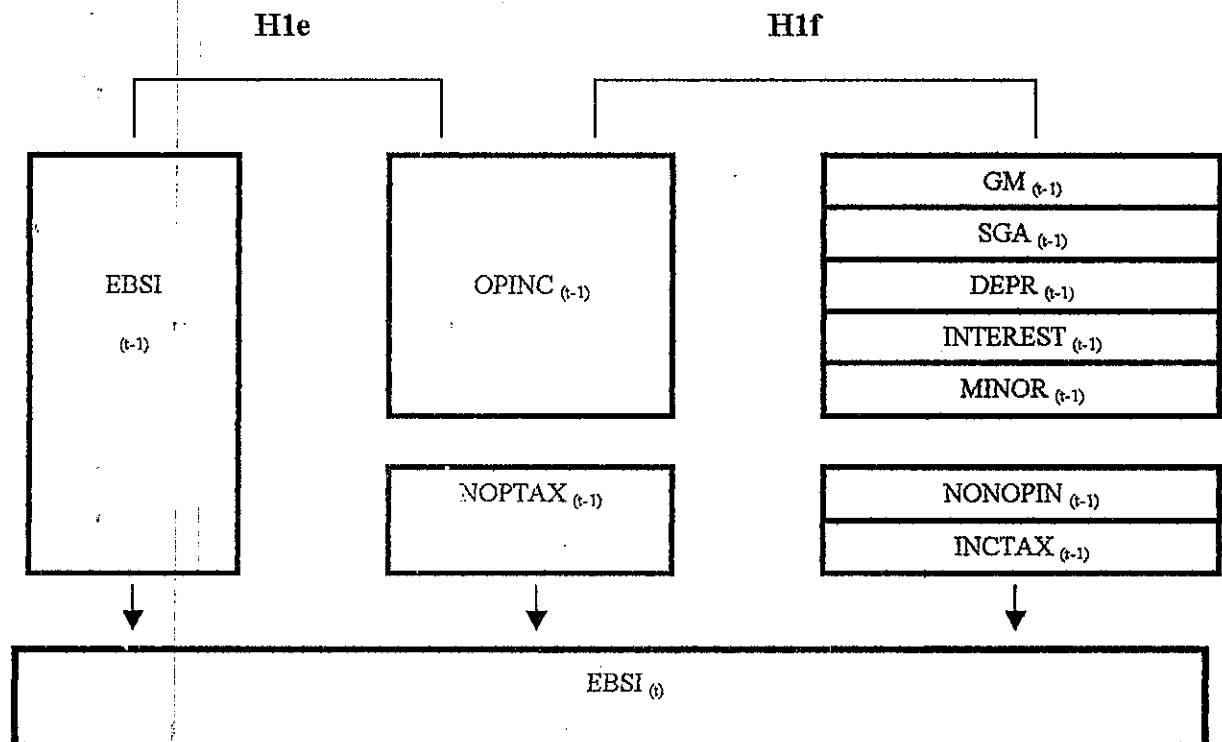 H1e H1f
EBSI
(t-1)
OPINC (t-1)
GM (t-1)
SGA (t-1)
DEPR (t-1)
INTEREST (t-1)
MINOR (t-1)
NOPTAX (t-1)
NONOPIN (t-1)
INCTAX (t-1)
EBSI (t)